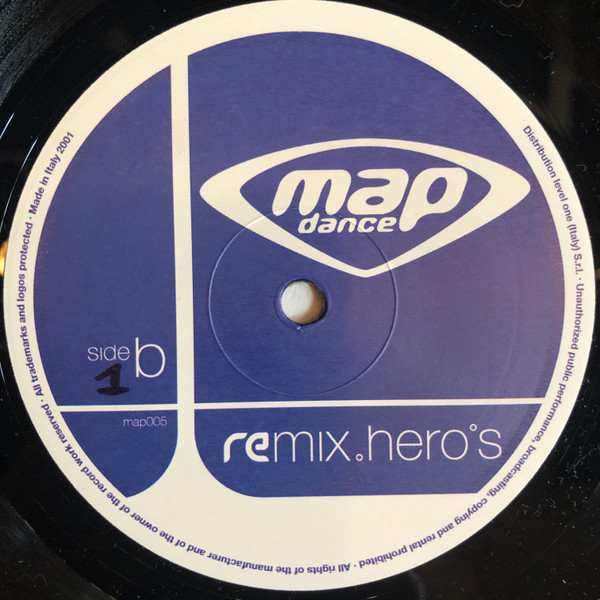 map
dance
side b
1
map005
remix.hero's
Distribution level one (Italy) S.r.l. · Unauthorized public performance, broadcasting, copying and rental prohibited · All rights of the manufacturer and of the owner of the record work reserved · All trademarks and logos protected · Made in Italy 2001